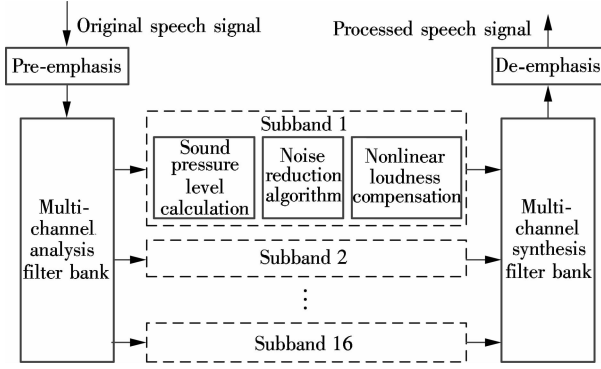 Original speech signal
Processed speech signal
Pre-emphasis
De-emphasis
Subband 1
Sound
pressure
level
calculation
Noise
reduction
algorithm
Nonlinear
loudness
compensation
Multi-
channel
analysis
filter bank
Subband 2
⋮
Subband 16
Multi-
channel
synthesis
filter bank